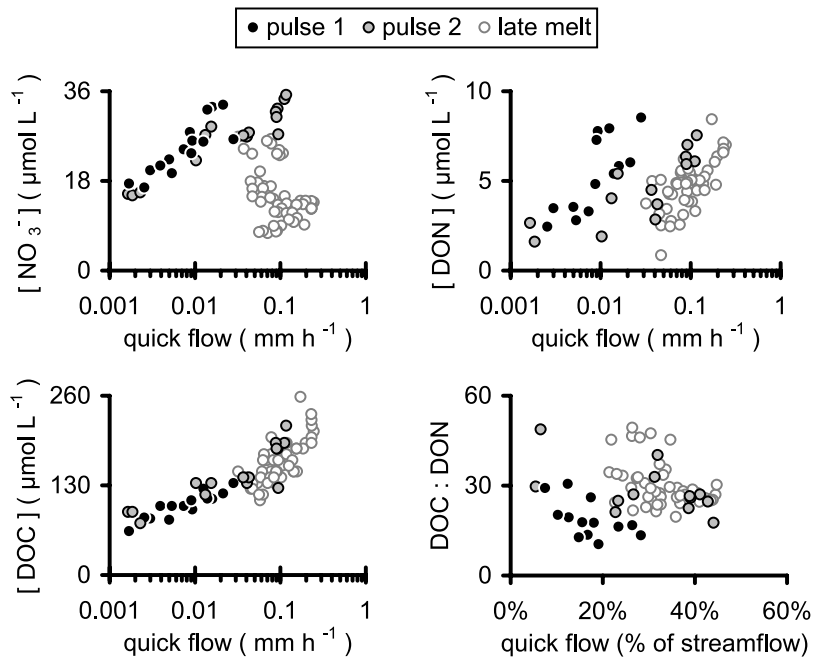 pulse 1 pulse 2 late melt
[ NO3-] ( μmol L-1)
36
18
0
0.001 0.01 0.1 1
quick flow ( mm h-1)
[ DON ] ( μmol L-1)
10
5
0
0.001 0.01 0.1 1
quick flow ( mm h-1)
[ DOC ] ( μmol L-1)
260
130
0
0.001 0.01 0.1 1
quick flow ( mm h-1)
DOC : DON
60
30
0
0% 20% 40% 60%
quick flow (% of streamflow)